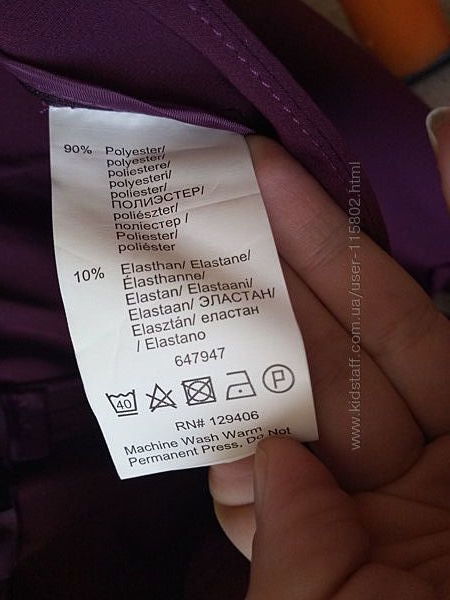 90% Polyester/
polyester/
poliestere/
polyesteri/
poliester/
ПОЛИЭСТЕР/
poliészter/
поліестер /
Poliester/
poliéster
10% Elasthan/ Elastane/
Élasthanne/
Elastan/ Elastaani/
Elastaan/ ЭЛАСТАН/
Elasztán/ еластан
/ Elastano
647947
40
P
RN# 129406
Machine Wash Warm
Permanent Press, Do Not
www.kidstaff.com.ua/user-115802.html